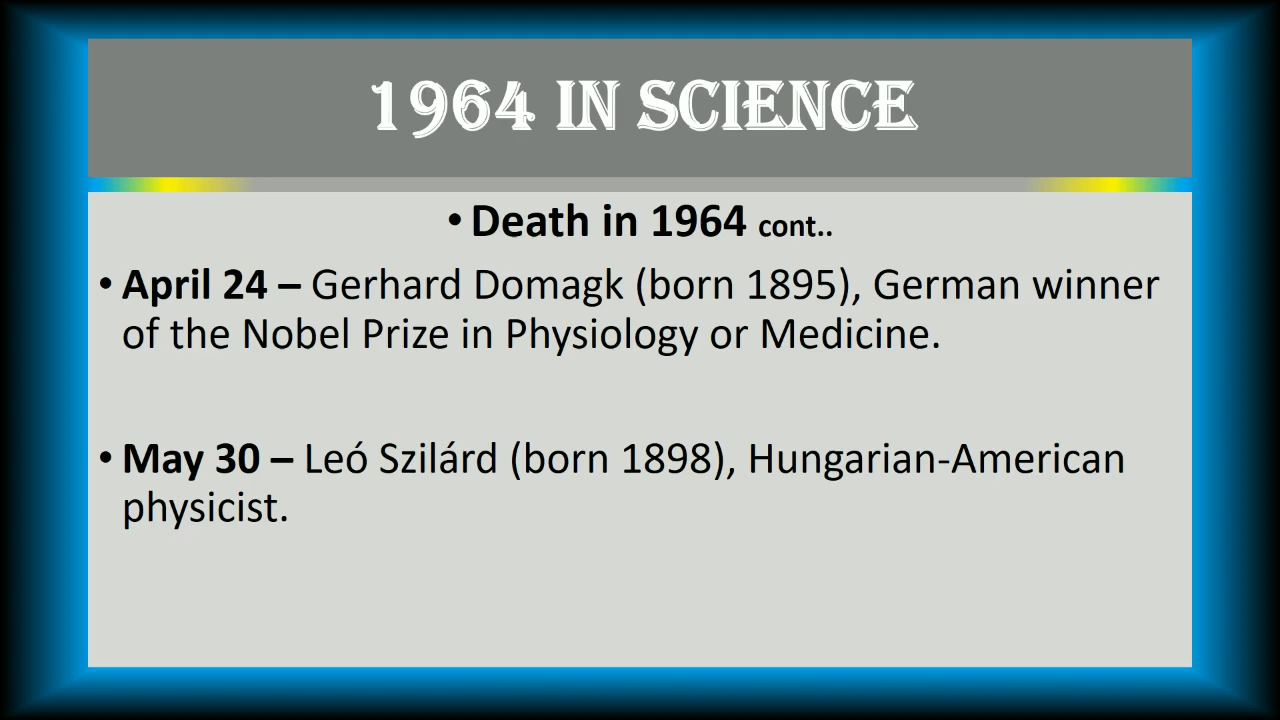 1964 IN SCIENCE
• Death in 1964 cont..
• April 24 – Gerhard Domagk (born 1895), German winner
of the Nobel Prize in Physiology or Medicine.
• May 30 – Leó Szilárd (born 1898), Hungarian-American
physicist.